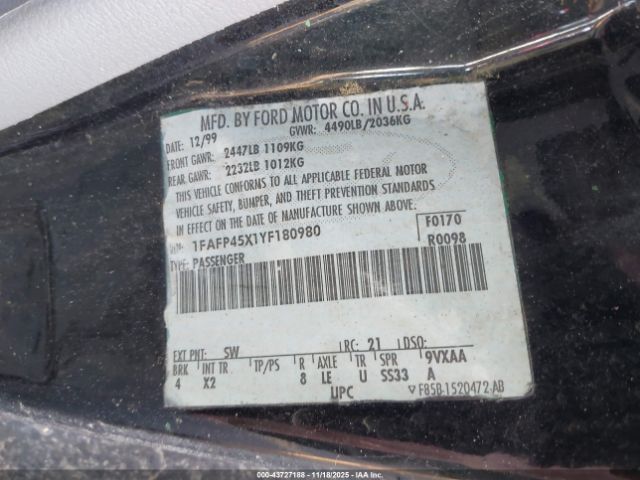 MFD. BY FORD MOTOR CO. IN U.S.A.
DATE: 12/99 GVWR: 4490LB/2036KG
FRONT GAWR: 2447LB 1109KG
REAR GAWR: 2232LB 1012KG
THIS VEHICLE CONFORMS TO ALL APPLICABLE FEDERAL MOTOR
VEHICLE SAFETY, BUMPER, AND THEFT PREVENTION STANDARDS
IN EFFECT ON THE DATE OF MANUFACTURE SHOWN ABOVE.
VIN: 1FAFP45X1YF180980 F0170
TYPE: PASSENGER R0098
EXT PNT: SW RC: 21 DSO:
BRK INT TR TP/PS R AXLE TR SPR 9VXAA
4 X2 8 LE U SS33 A
UPC ▽ F85B-1520472-AB
000-43727188 - 11/18/2025 - IAAI.COM